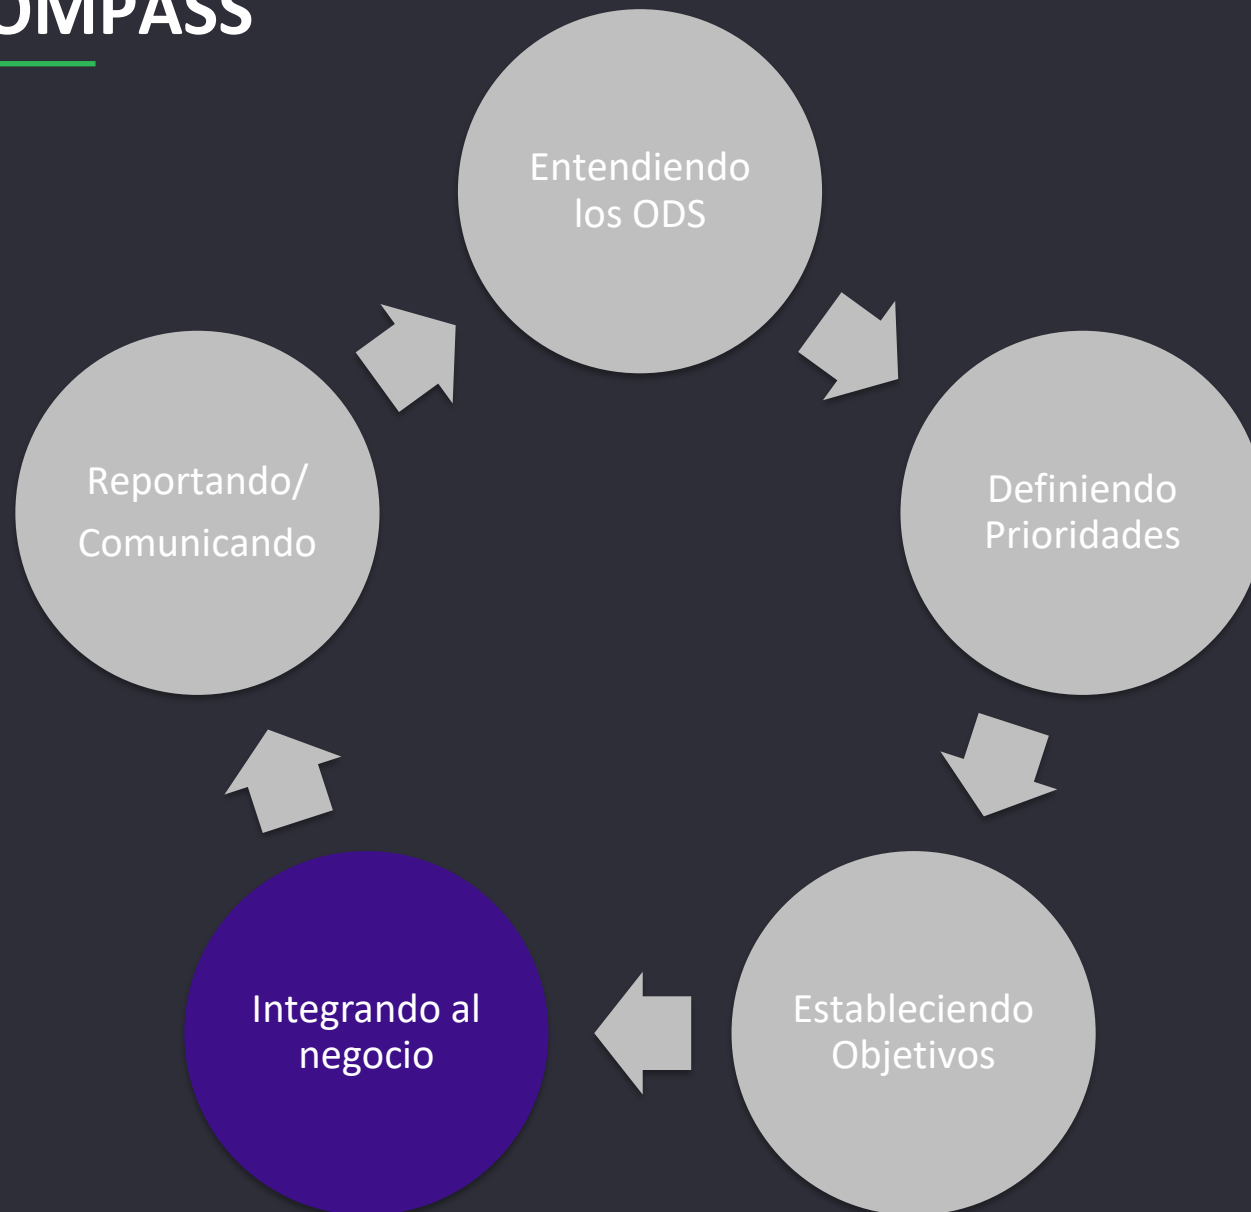 OMPASS
Entendiendo
los ODS
Definiendo
Prioridades
Estableciendo
Objetivos
Integrando al
negocio
Reportando/
Comunicando